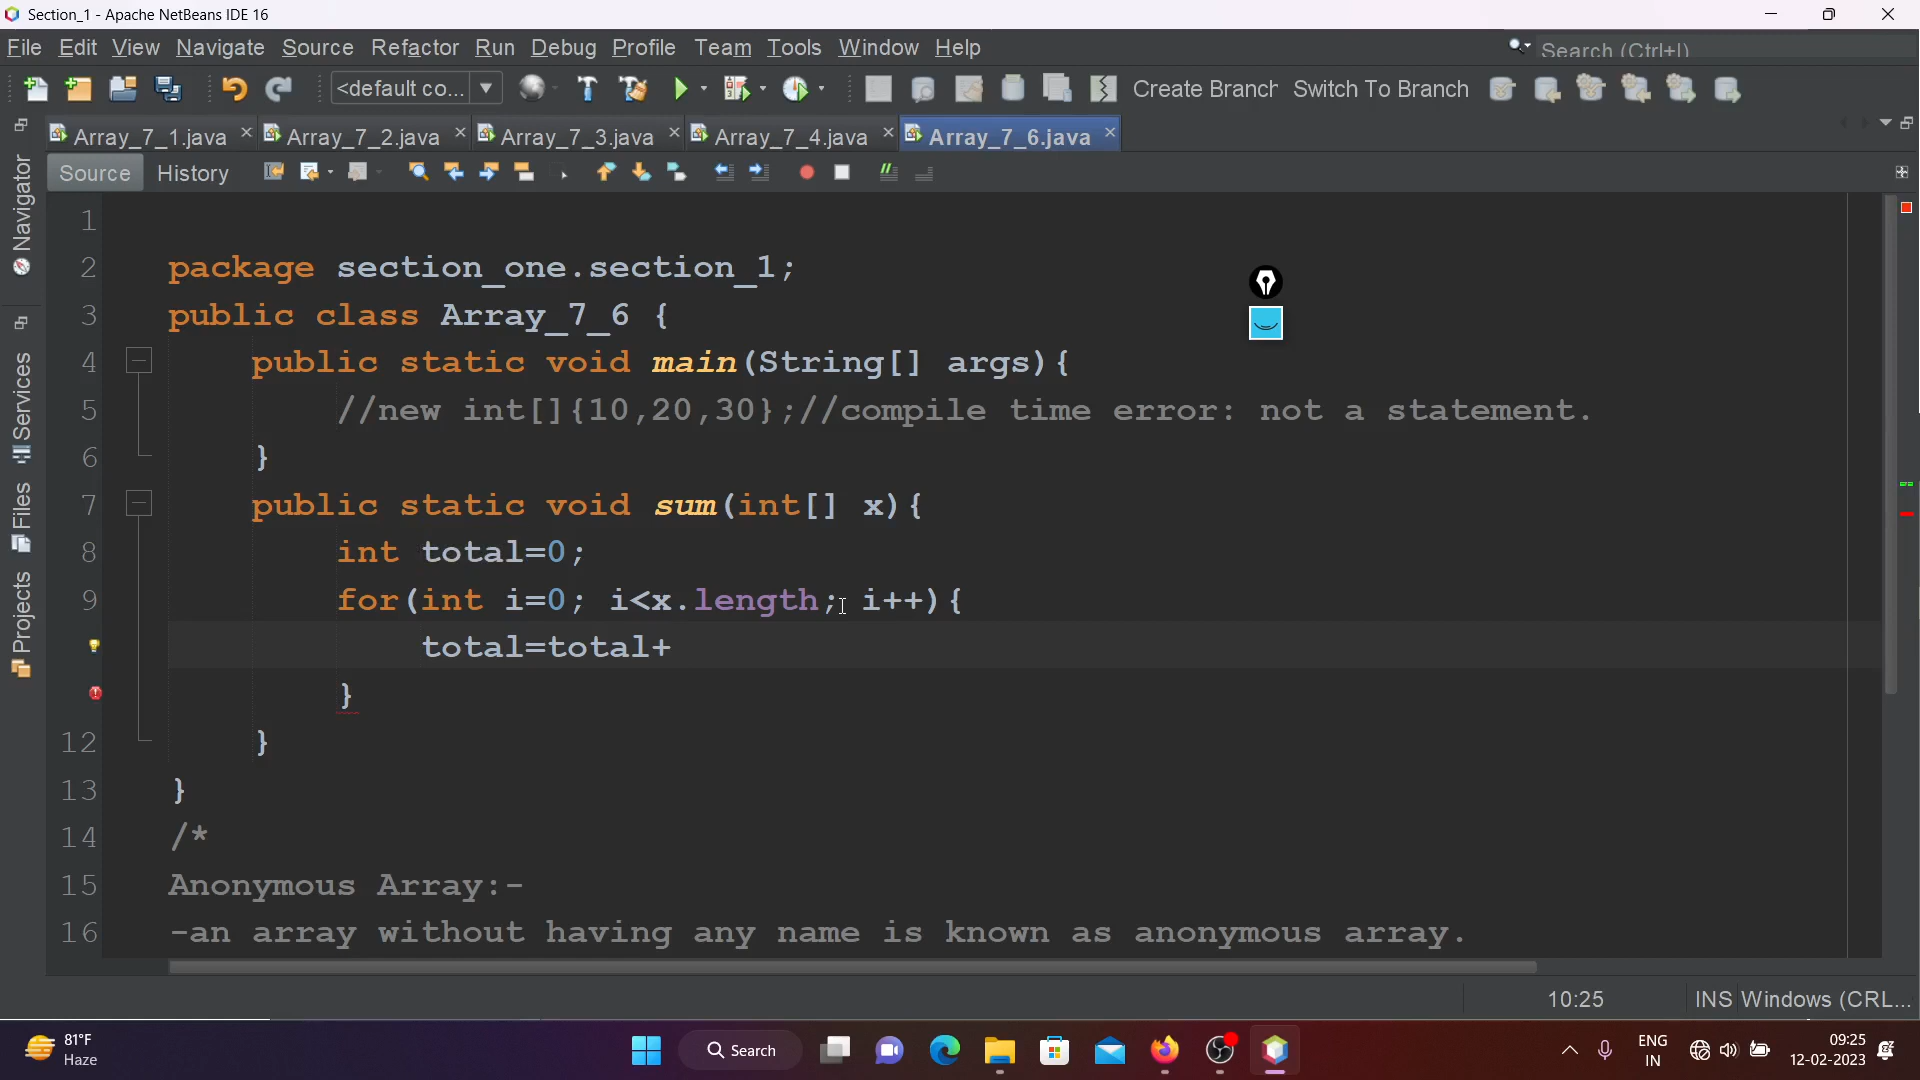 Section_1 - Apache NetBeans IDE 16
File Edit View Navigate Source Refactor Run Debug Profile Team Tools Window Help
Search (Ctrl+I)
<default co...
Create Branch Switch To Branch
Array_7_1.java Array_7_2.java Array_7_3.java Array_7_4.java Array_7_6.java
Source History
Navigator
Services
Files
Projects
1
2 package section_one.section_1;
3 public class Array_7_6 {
4 public static void main(String[] args){
5 //new int[]{10,20,30};//compile time error: not a statement.
6 }
7 public static void sum(int[] x){
8 int total=0;
9 for(int i=0; i<x.length; i++){
total=total+
}
12 }
13 }
14 /*
15 Anonymous Array:-
16 -an array without having any name is known as anonymous array.
10:25 INS Windows (CRL...
81°F
Haze
Search
ENG
IN
09:25
12-02-2023